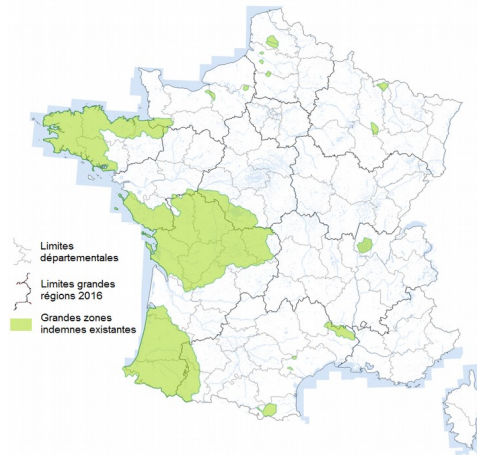 Limites
départementales
Limites grandes
régions 2016
Grandes zones
indemnes existantes